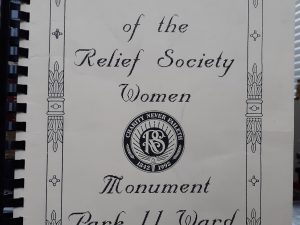 of the
Relief Society
Women
CHARITY NEVER FAILETH
RS
1842 1992
Monument
Park 11 Ward